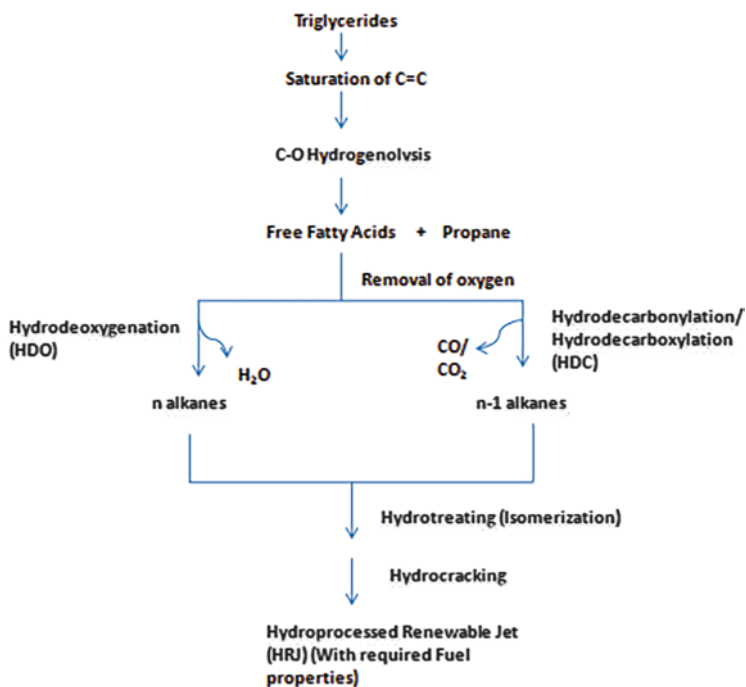 Triglycerides
Saturation of C=C
C-O Hydrogenolvsis
Free Fatty Acids + Propane
Removal of oxygen
Hydrodeoxygenation
(HDO)
H₂O
n alkanes
Hydrodecarbonylation/
Hydrodecarboxylation
(HDC)
CO/
CO₂
n-1 alkanes
Hydrotreating (Isomerization)
Hydrocracking
Hydroprocessed Renewable Jet
(HRJ) (With required Fuel
properties)